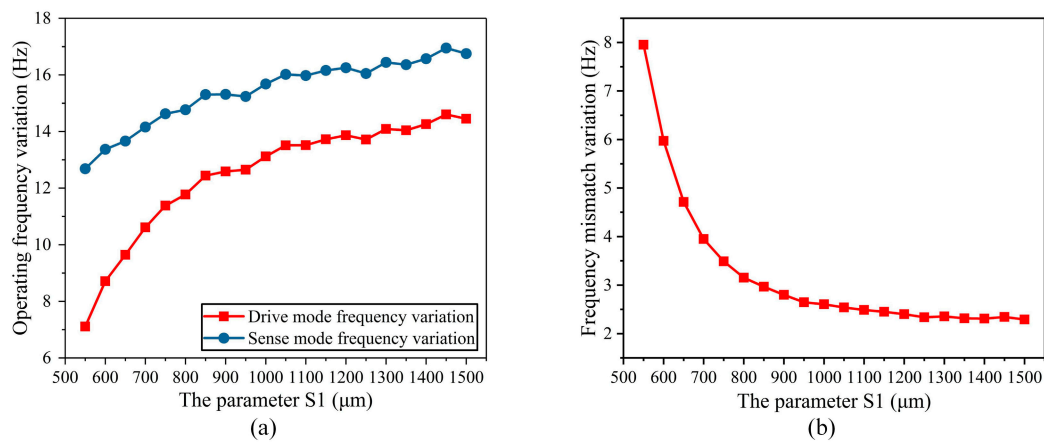 Operating frequency variation (Hz)
18
16
14
12
10
8
6
Drive mode frequency variation
Sense mode frequency variation
500 600 700 800 900 1000 1100 1200 1300 1400 1500
The parameter S1 (μm)
(a)
Frequency mismatch variation (Hz)
8
7
6
5
4
3
2
500 600 700 800 900 1000 1100 1200 1300 1400 1500
The parameter S1 (μm)
(b)